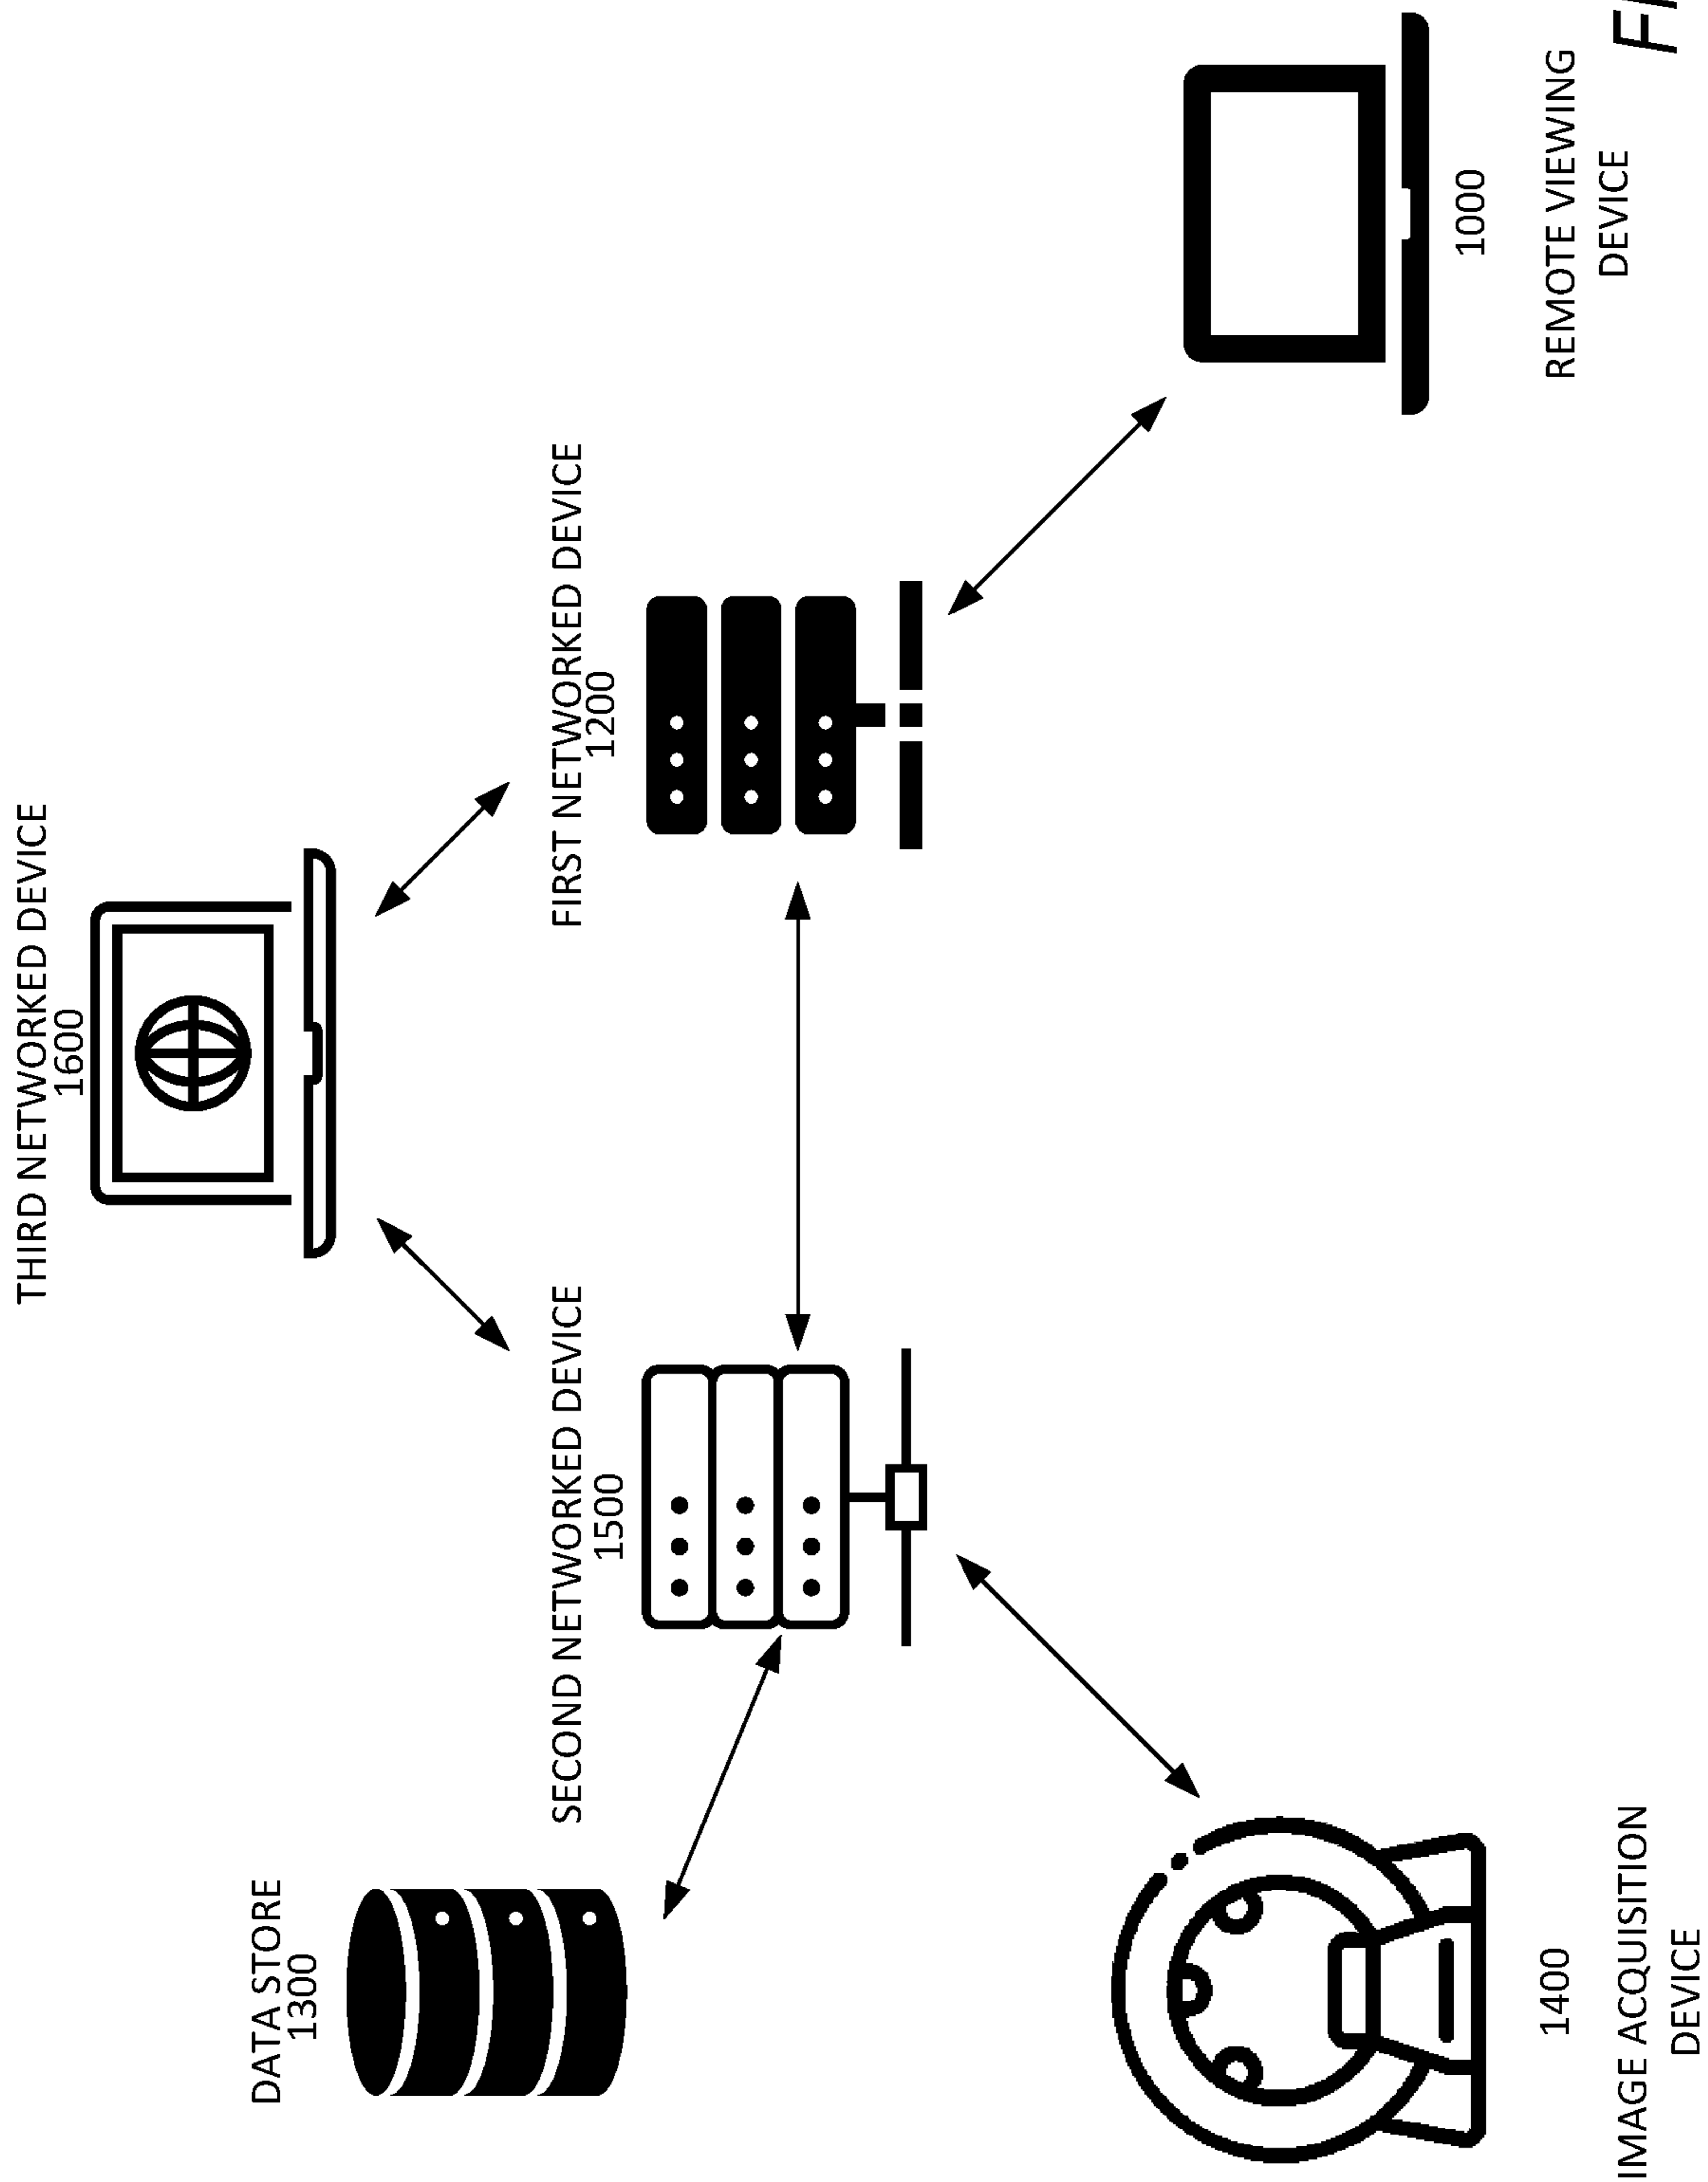 THIRD NETWORKED DEVICE
1600
DATA STORE
1300
SECOND NETWORKED DEVICE
1500
FIRST NETWORKED DEVICE
1200
1400
IMAGE ACQUISITION
DEVICE
1000
REMOTE VIEWING
DEVICE